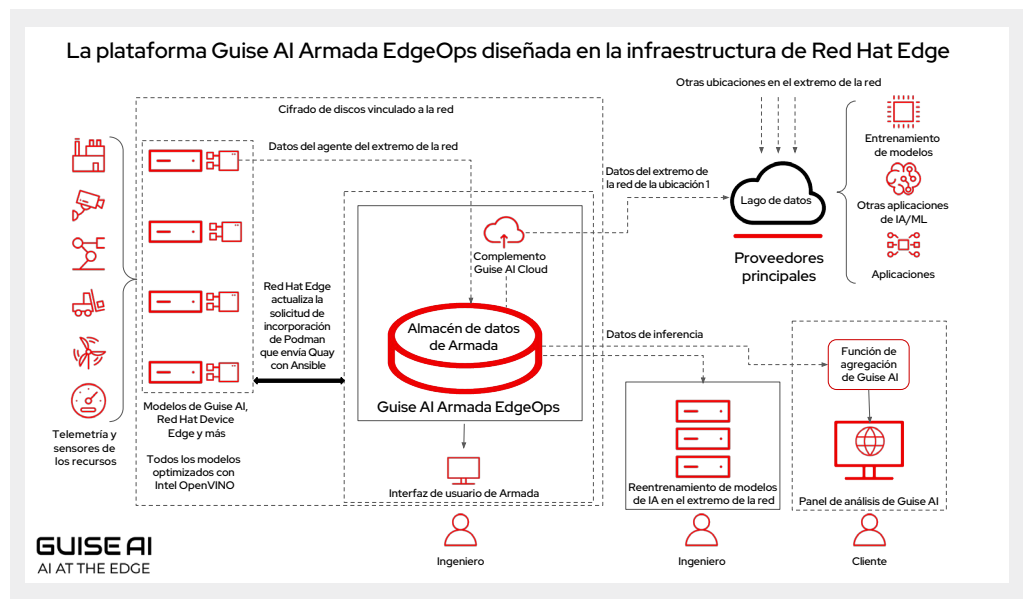 La plataforma Guise AI Armada EdgeOps diseñada en la infraestructura de Red Hat Edge
Otras ubicaciones en el extremo de la red
Cifrado de discos vinculado a la red
Datos del agente del extremo de la red
Entrenamiento
de modelos
Datos del extremo de
la red de la ubicación 1
Lago de datos
Otras aplicaciones
de IA/ML
Proveedores
principales
Aplicaciones
Complemento
Guise AI Cloud
Red Hat Edge
actualiza la
solicitud de
incorporación
de Podman
que envía Quay
con Ansible
Almacén de datos
de Armada
Guise AI Armada EdgeOps
Datos de inferencia
Función de
agregación
de Guise AI
Telemetría y
sensores de
los recursos
Modelos de Guise AI,
Red Hat Device
Edge y más
Todos los modelos
optimizados con
Intel OpenVINO
Interfaz de usuario de Armada
Reentrenamiento de modelos
de IA en el extremo de la red
Panel de análisis de Guise AI
Ingeniero
Ingeniero
Cliente
GUISE AI
AI AT THE EDGE